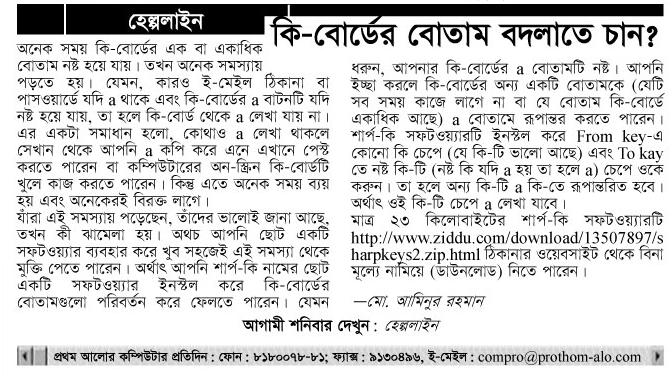 হেল্পলাইন
কি-বোর্ডের বোতাম বদলাতে চান?
অনেক সময় কি-বোর্ডের এক বা একাধিক
বোতাম নষ্ট হয়ে যায়। তখন অনেক সমস্যায়
পড়তে হয়। যেমন, কারও ই-মেইল ঠিকানা বা
পাসওয়ার্ডে যদি a থাকে এবং কি-বোর্ডের a বাটনটি যদি
নষ্ট হয়ে যায়, তা হলে কি-বোর্ড থেকে a লেখা যায় না।
এর একটা সমাধান হলো, কোথাও a লেখা থাকলে
সেখান থেকে আপনি a কপি করে এনে এখানে পেস্ট
করতে পারেন বা কম্পিউটারের অন-স্ক্রিন কি-বোর্ডটি
খুলে কাজ করতে পারেন। কিন্তু এতে অনেক সময় ব্যয়
হয় এবং অনেকেরই বিরক্ত লাগে।
যাঁরা এই সমস্যায় পড়েছেন, তাঁদের ভালোই জানা আছে,
তখন কী ঝামেলা হয়। অথচ আপনি ছোট একটি
সফটওয়্যার ব্যবহার করে খুব সহজেই এই সমস্যা থেকে
মুক্তি পেতে পারেন। অর্থাৎ আপনি শার্প-কি নামের ছোট
একটি সফটওয়্যার ইনস্টল করে কি-বোর্ডের
বোতামগুলো পরিবর্তন করে ফেলতে পারেন। যেমন
ধরুন, আপনার কি-বোর্ডের a বোতামটি নষ্ট। আপনি
ইচ্ছা করলে কি-বোর্ডের অন্য একটি বোতামকে (যেটি
সব সময় কাজে লাগে না বা যে বোতাম কি-বোর্ডে
একাধিক আছে) a বোতামে রূপান্তর করতে পারেন।
শার্প-কি সফটওয়্যারটি ইনস্টল করে From key-এ
কোনো কি চেপে (যে কি-টি ভালো আছে) এবং To kay
তে নষ্ট কি-টি (নষ্ট কি যদি a হয় তা হলে a) চেপে ওকে
করুন। তা হলে অন্য কি-টি a কি-তে রূপান্তরিত হবে।
অর্থাৎ ওই কি-টি চেপে a লেখা যাবে।
মাত্র ২৩ কিলোবাইটের শার্প-কি সফটওয়্যারটি
http://www.ziddu.com/download/13507897/s
harpkeys2.zip.html ঠিকানার ওয়েবসাইট থেকে বিনা
মূল্যে নামিয়ে (ডাউনলোড) নিতে পারেন।
—মো. আমিনুর রহমান
আগামী শনিবার দেখুন : হেল্পলাইন
প্রথম আলোর কম্পিউটার প্রতিদিন : ফোন : ৮১৮০০৭৮-৮১; ফ্যাক্স : ৯১৩০৪৯৬, ই-মেইল : compro@prothom-alo.com